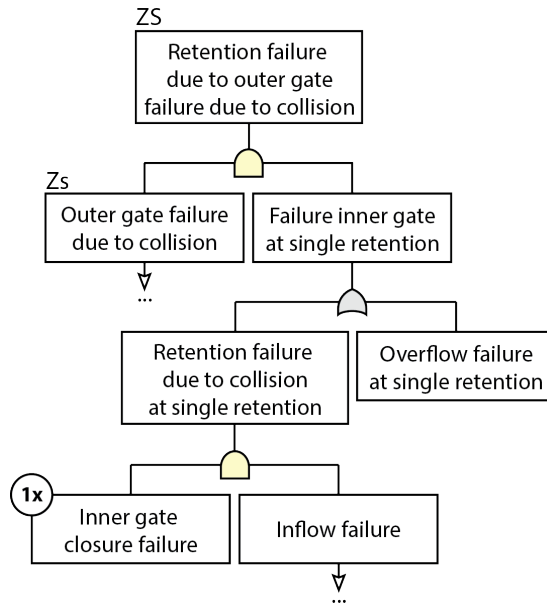 ZS
Retention failure
due to outer gate
failure due to collision
Zs
Outer gate failure
due to collision
Failure inner gate
at single retention
...
Retention failure
due to collision
at single retention
Overflow failure
at single retention
1x
Inner gate
closure failure
Inflow failure
...